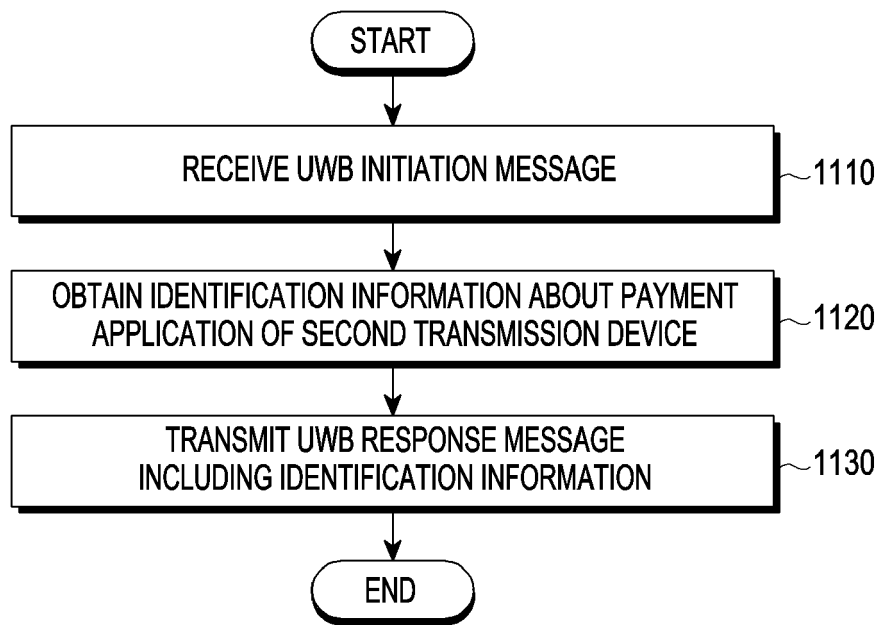 START
RECEIVE UWB INITIATION MESSAGE
1110
OBTAIN IDENTIFICATION INFORMATION ABOUT PAYMENT
APPLICATION OF SECOND TRANSMISSION DEVICE
1120
TRANSMIT UWB RESPONSE MESSAGE
INCLUDING IDENTIFICATION INFORMATION
1130
END